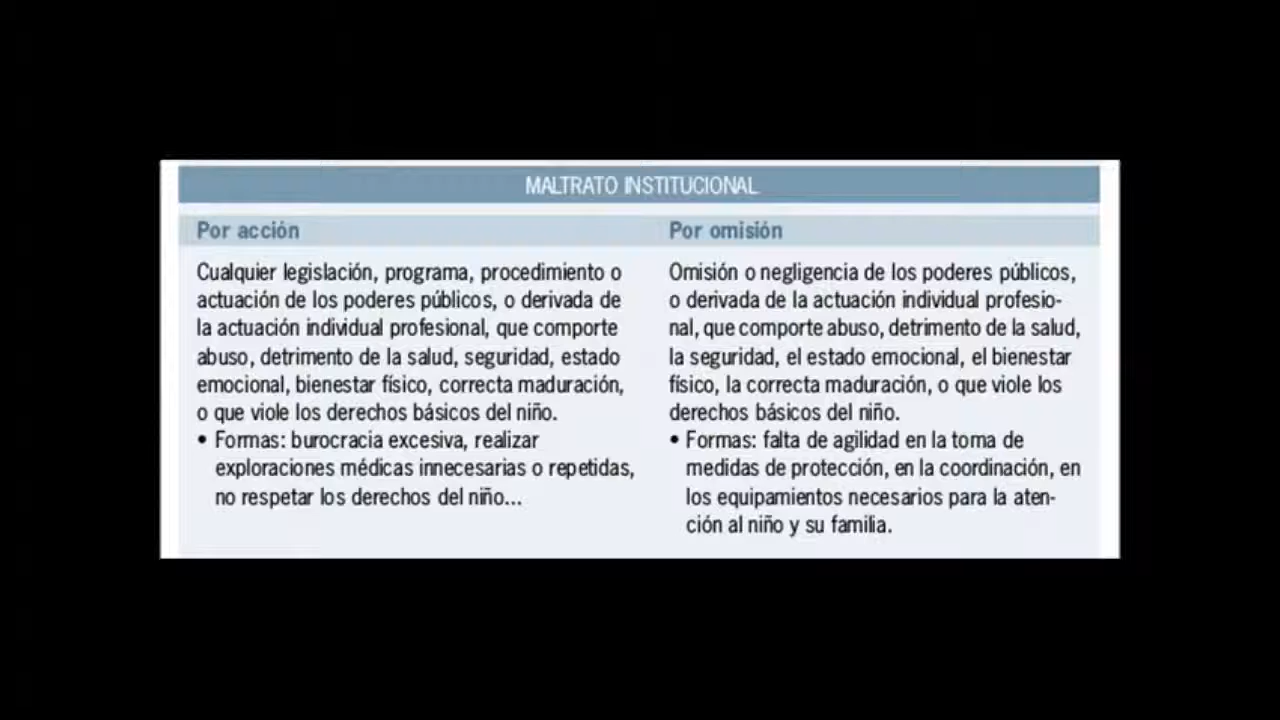 MALTRATO INSTITUCIONAL
Por acción
Cualquier legislación, programa, procedimiento o
actuación de los poderes públicos, o derivada de
la actuación individual profesional, que comporte
abuso, detrimento de la salud, seguridad, estado
emocional, bienestar físico, correcta maduración,
o que viole los derechos básicos del niño.
• Formas: burocracia excesiva, realizar
exploraciones médicas innecesarias o repetidas,
no respetar los derechos del niño...
Por omisión
Omisión o negligencia de los poderes públicos,
o derivada de la actuación individual profesio-
nal, que comporte abuso, detrimento de la salud,
la seguridad, el estado emocional, el bienestar
físico, la correcta maduración, o que viole los
derechos básicos del niño.
• Formas: falta de agilidad en la toma de
medidas de protección, en la coordinación, en
los equipamientos necesarios para la aten-
ción al niño y su familia.